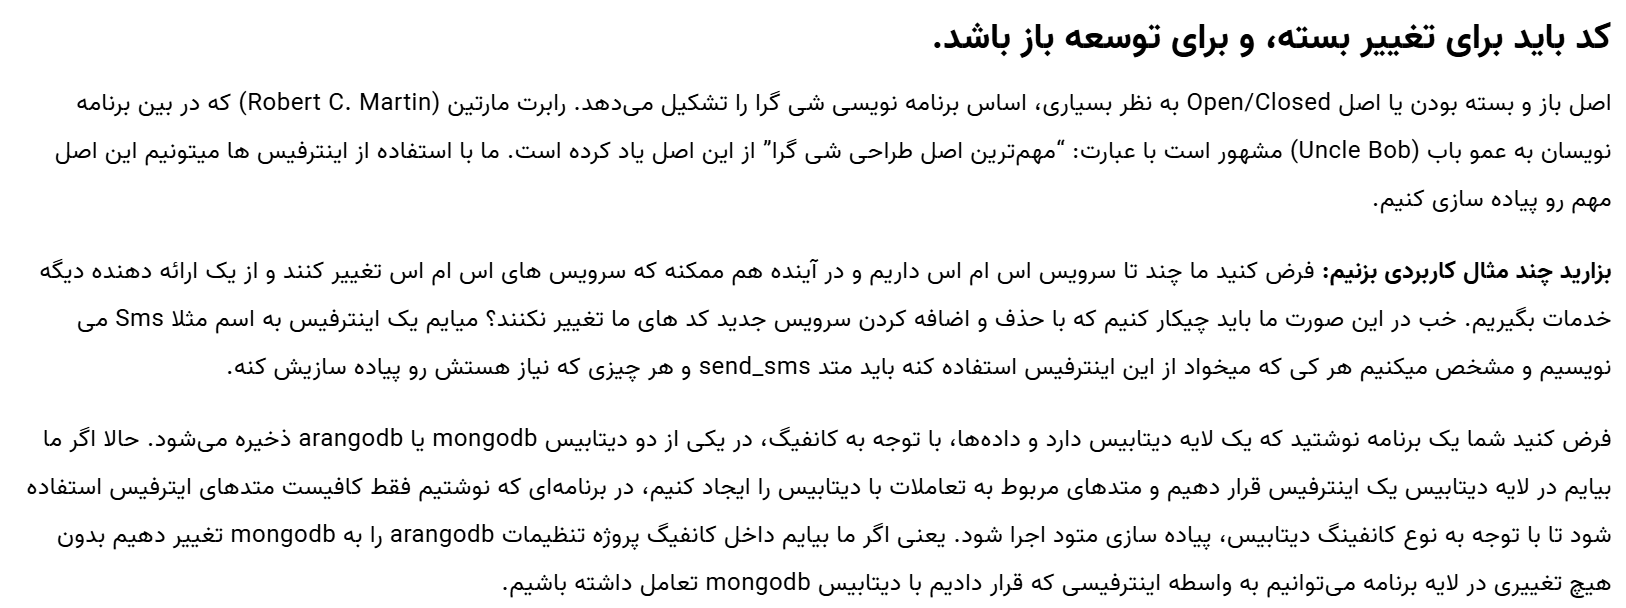 کد باید برای تغییر بسته، و برای توسعه باز باشد.
اصل باز و بسته بودن یا اصل Open/Closed به نظر بسیاری، اساس برنامه نویسی شی گرا را تشکیل می‌دهد. رابرت مارتین (Robert C. Martin) که در بین برنامه
نویسان به عمو باب (Uncle Bob) مشهور است با عبارت: “مهم‌ترین اصل طراحی شی گرا” از این اصل یاد کرده است. ما با استفاده از اینترفیس ها میتونیم این اصل
مهم رو پیاده سازی کنیم.
بزارید چند مثال کاربردی بزنیم: فرض کنید ما چند تا سرویس اس ام اس داریم و در آینده هم ممکنه که سرویس های اس ام اس تغییر کنند و از یک ارائه دهنده دیگه
خدمات بگیریم. خب در این صورت ما باید چیکار کنیم که با حذف و اضافه کردن سرویس جدید کد های ما تغییر نکنند؟ میایم یک اینترفیس به اسم مثلا Sms می
نویسیم و مشخص میکنیم هر کی که میخواد از این اینترفیس استفاده کنه باید متد send_sms و هر چیزی که نیاز هستش رو پیاده سازیش کنه.
فرض کنید شما یک برنامه نوشتید که یک لایه دیتابیس دارد و داده‌ها، با توجه به کانفیگ، در یکی از دو دیتابیس mongodb یا arangodb ذخیره می‌شود. حالا اگر ما
بیایم در لایه دیتابیس یک اینترفیس قرار دهیم و متدهای مربوط به تعاملات با دیتابیس را ایجاد کنیم، در برنامه‌ای که نوشتیم فقط کافیست متدهای ایترفیس استفاده
شود تا با توجه به نوع کانفینگ دیتابیس، پیاده سازی متود اجرا شود. یعنی اگر ما بیایم داخل کانفیگ پروژه تنظیمات arangodb را به mongodb تغییر دهیم بدون
هیچ تغییری در لایه برنامه می‌توانیم به واسطه اینترفیسی که قرار دادیم با دیتابیس mongodb تعامل داشته باشیم.